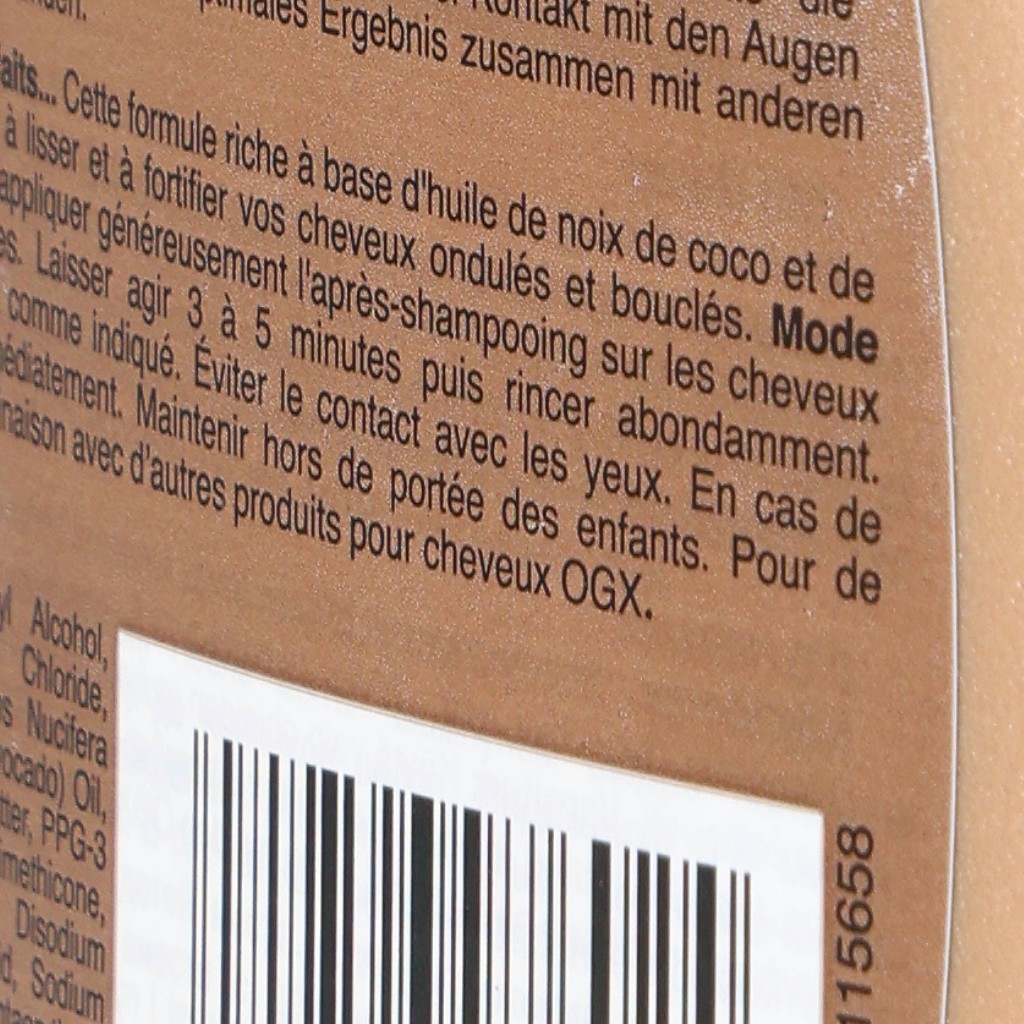 die
Kontakt mit den Augen
Ergebnis zusammen mit anderen
Cette formule riche à base d'huile de noix de coco et de
à lisser et à fortifier vos cheveux ondulés et bouclés. Mode
appliquer généreusement l'après-shampooing sur les cheveux
Laisser agir 3 à 5 minutes puis rincer abondamment.
comme indiqué. Éviter le contact avec les yeux. En cas de
Maintenir hors de portée des enfants. Pour de
avec d'autres produits pour cheveux OGX.
Alcohol,
Chloride,
Nucifera
Oil,
PPG-3
Disodium
Sodium
115658